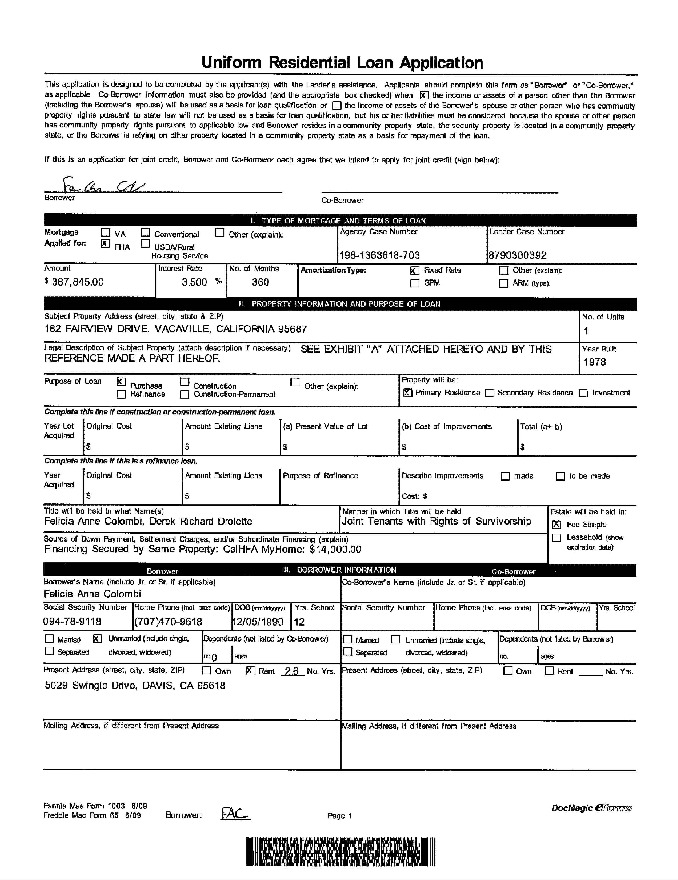 Uniform Residential Loan Application
This application is designed to be completed by the applicant(s) with the Lender's assistance. Applicants should complete this form as "Borrower" or "Co-Borrower,"
as applicable. Co-Borrower information must also be provided (and the appropriate box checked) when ☒ the income or assets of a person other than the Borrower
(including the Borrower's spouse) will be used as a basis for loan qualification or ☐ the income or assets of the Borrower's spouse or other person who has community
property rights pursuant to state law will not be used as a basis for loan qualification, but his or her liabilities must be considered because the spouse or other person
has community property rights pursuant to applicable law and Borrower resides in a community property state, the security property is located in a community property
state, or the Borrower is relying on other property located in a community property state as a basis for repayment of the loan.
If this is an application for joint credit, Borrower and Co-Borrower each agree that we intend to apply for joint credit (sign below):
Borrower Co-Borrower
I. TYPE OF MORTGAGE AND TERMS OF LOAN
Mortgage ☐ VA ☐ Conventional ☐ Other (explain): Agency Case Number Lender Case Number
Applied for: ☒ FHA ☐ USDA/Rural
Housing Service 198-1363618-703 8790300392
Amount Interest Rate No. of Months Amortization Type: ☒ Fixed Rate ☐ Other (explain):
$ 367,845.00 3.500 % 360 ☐ GPM ☐ ARM (type):
II. PROPERTY INFORMATION AND PURPOSE OF LOAN
Subject Property Address (street, city, state & ZIP) No. of Units
162 FAIRVIEW DRIVE, VACAVILLE, CALIFORNIA 95687 1
Legal Description of Subject Property (attach description if necessary) SEE EXHIBIT "A" ATTACHED HERETO AND BY THIS Year Built
REFERENCE MADE A PART HEREOF. 1978
Purpose of Loan ☒ Purchase ☐ Construction ☐ Other (explain): Property will be:
☐ Refinance ☐ Construction-Permanent ☒ Primary Residence ☐ Secondary Residence ☐ Investment
Complete this line if construction or construction-permanent loan.
Year Lot Original Cost Amount Existing Liens (a) Present Value of Lot (b) Cost of Improvements Total (a+ b)
Acquired
$ $ $ $ $
Complete this line if this is a refinance loan.
Year Original Cost Amount Existing Liens Purpose of Refinance Describe Improvements ☐ made ☐ to be made
Acquired
$ $ Cost: $
Title will be held in what Name(s) Manner in which Title will be held Estate will be held in:
Felicia Anne Colombi, Derek Richard Drolette Joint Tenants with Rights of Survivorship ☒ Fee Simple
Source of Down Payment, Settlement Charges, and/or Subordinate Financing (explain) ☐ Leasehold (show
Financing Secured by Same Property: CalHFA MyHome: $14,000.00 expiration date)
Borrower III. BORROWER INFORMATION Co-Borrower
Borrower's Name (include Jr. or Sr. if applicable) Co-Borrower's Name (include Jr. or Sr. if applicable)
Felicia Anne Colombi
Social Security Number Home Phone (incl. area code) DOB (mm/dd/yyyy) Yrs. School Social Security Number Home Phone (incl. area code) DOB (mm/dd/yyyy) Yrs. School
094-78-9118 (707)470-9618 12/05/1990 12
☐ Married ☒ Unmarried (include single, Dependents (not listed by Co-Borrower) ☐ Married ☐ Unmarried (include single, Dependents (not listed by Borrower)
☐ Separated divorced, widowed) no. 0 ages ☐ Separated divorced, widowed) no. ages
Present Address (street, city, state, ZIP) ☐ Own ☒ Rent 2.8 No. Yrs. Present Address (street, city, state, ZIP) ☐ Own ☐ Rent No. Yrs.
5029 Swingle Drive, DAVIS, CA 95618
Mailing Address, if different from Present Address Mailing Address, if different from Present Address
Fannie Mae Form 1003 6/09
Freddie Mac Form 65 6/09 Borrower: FAC Page 1
DocMagic eForms